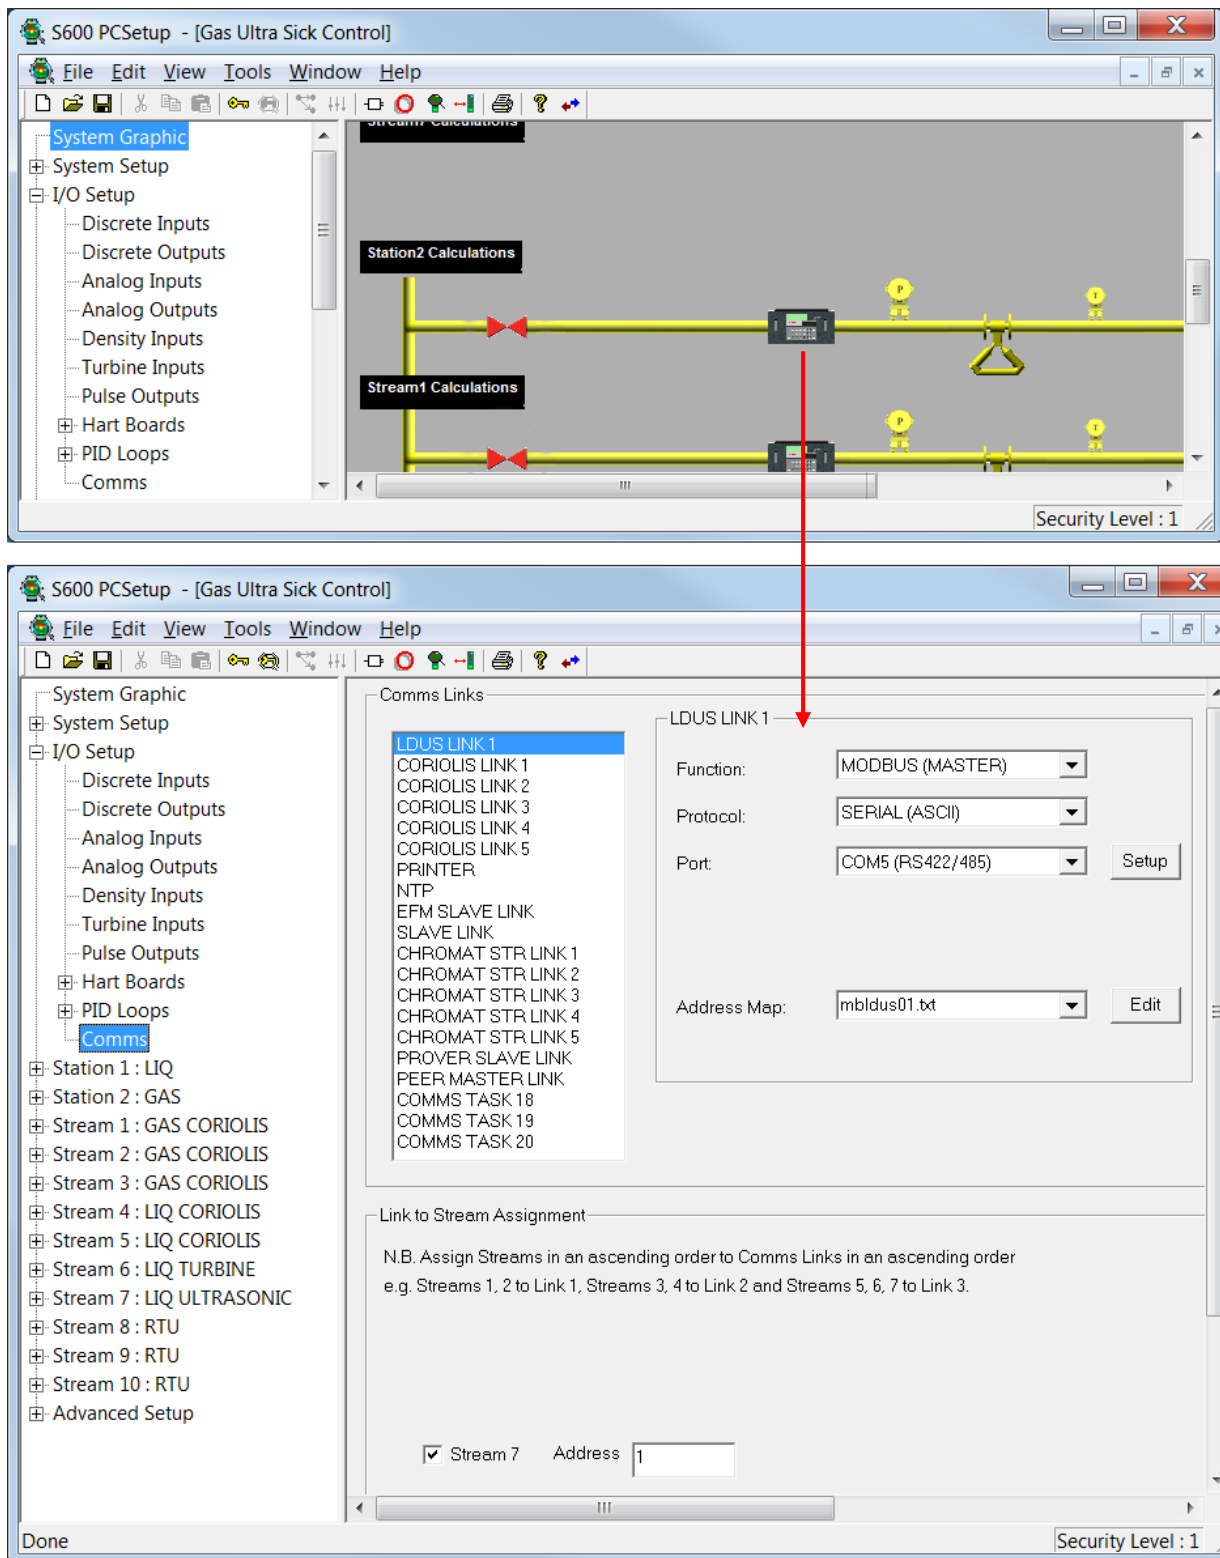 S600 PCSetup - [Gas Ultra Sick Control]
File Edit View Tools Window Help
System Graphic
System Setup
I/O Setup
Discrete Inputs
Discrete Outputs
Analog Inputs
Analog Outputs
Density Inputs
Turbine Inputs
Pulse Outputs
Hart Boards
PID Loops
Comms
Stream7 Calculations
Station2 Calculations
P
T
Stream1 Calculations
P
T
Security Level : 1
S600 PCSetup - [Gas Ultra Sick Control]
File Edit View Tools Window Help
System Graphic
System Setup
I/O Setup
Discrete Inputs
Discrete Outputs
Analog Inputs
Analog Outputs
Density Inputs
Turbine Inputs
Pulse Outputs
Hart Boards
PID Loops
Comms
Station 1 : LIQ
Station 2 : GAS
Stream 1 : GAS CORIOLIS
Stream 2 : GAS CORIOLIS
Stream 3 : GAS CORIOLIS
Stream 4 : LIQ CORIOLIS
Stream 5 : LIQ CORIOLIS
Stream 6 : LIQ TURBINE
Stream 7 : LIQ ULTRASONIC
Stream 8 : RTU
Stream 9 : RTU
Stream 10 : RTU
Advanced Setup
Comms Links
LDUS LINK 1
CORIOLIS LINK 1
CORIOLIS LINK 2
CORIOLIS LINK 3
CORIOLIS LINK 4
CORIOLIS LINK 5
PRINTER
NTP
EFM SLAVE LINK
SLAVE LINK
CHROMAT STR LINK 1
CHROMAT STR LINK 2
CHROMAT STR LINK 3
CHROMAT STR LINK 4
CHROMAT STR LINK 5
PROVER SLAVE LINK
PEER MASTER LINK
COMMS TASK 18
COMMS TASK 19
COMMS TASK 20
LDUS LINK 1
Function: MODBUS (MASTER)
Protocol: SERIAL (ASCII)
Port: COM5 (RS422/485) Setup
Address Map: mbldus01.txt Edit
Link to Stream Assignment
N.B. Assign Streams in an ascending order to Comms Links in an ascending order
e.g. Streams 1, 2 to Link 1, Streams 3, 4 to Link 2 and Streams 5, 6, 7 to Link 3.
Stream 7 Address 1
Done
Security Level : 1